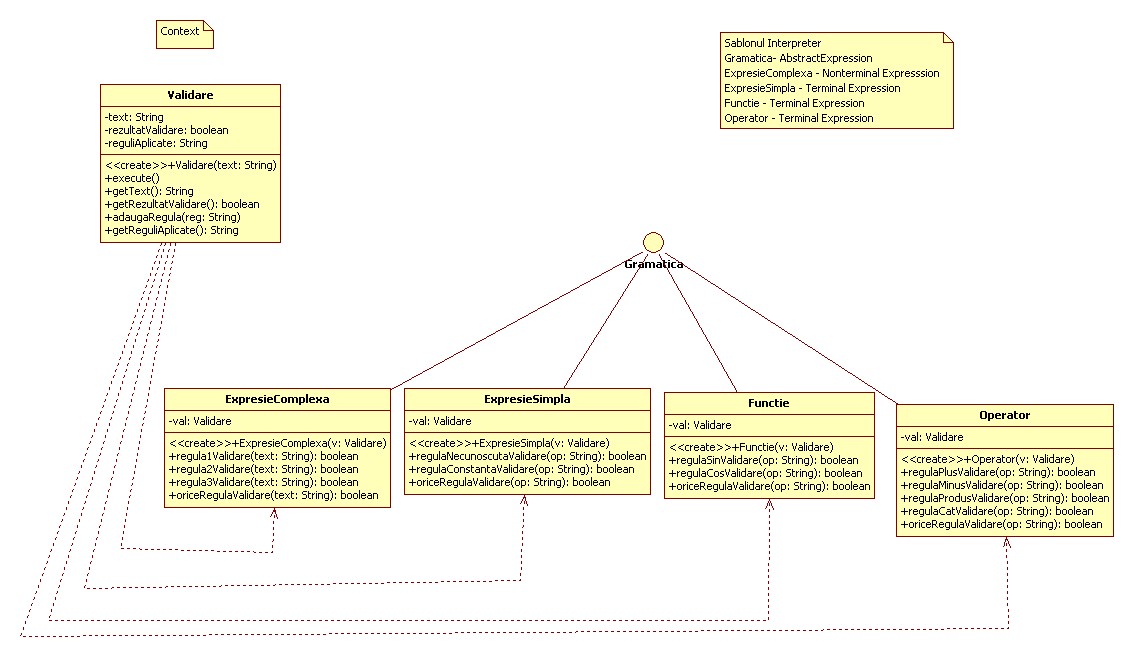 Context
Sablonul Interpreter
Gramatica- AbstractExpression
ExpresieComplexa - Nonterminal Expresssion
ExpresieSimpla - Terminal Expression
Functie - Terminal Expression
Operator - Terminal Expression
Validare
-text: String
-rezultatValidare: boolean
-reguliAplicate: String
<<create>>+Validare(text: String)
+execute()
+getText(): String
+getRezultatValidare(): boolean
+adaugaRegula(reg: String)
+getReguliAplicate(): String
Gramatica
ExpresieComplexa
-val: Validare
<<create>>+ExpresieComplexa(v: Validare)
+regula1Validare(text: String): boolean
+regula2Validare(text: String): boolean
+regula3Validare(text: String): boolean
+oriceRegulaValidare(text: String): boolean
ExpresieSimpla
-val: Validare
<<create>>+ExpresieSimpla(v: Validare)
+regulaNecunoscutaValidare(op: String): boolean
+regulaConstantaValidare(op: String): boolean
+oriceRegulaValidare(op: String): boolean
Functie
-val: Validare
<<create>>+Functie(v: Validare)
+regulaSinValidare(op: String): boolean
+regulaCosValidare(op: String): boolean
+oriceRegulaValidare(op: String): boolean
Operator
-val: Validare
<<create>>+Operator(v: Validare)
+regulaPlusValidare(op: String): boolean
+regulaMinusValidare(op: String): boolean
+regulaProdusValidare(op: String): boolean
+regulaCatValidare(op: String): boolean
+oriceRegulaValidare(op: String): boolean